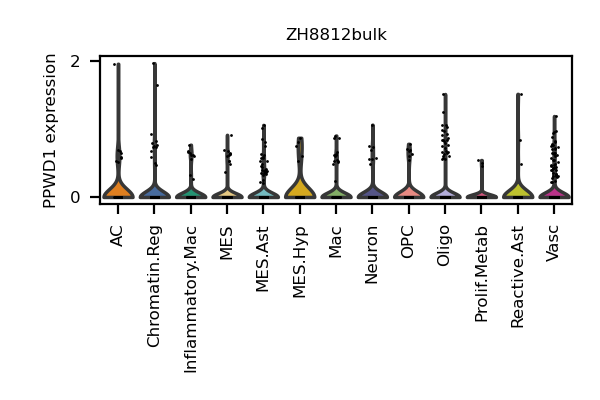 ZH8812bulk
PPWD1 expression
2
0
AC
Chromatin.Reg
Inflammatory.Mac
MES
MES.Ast
MES.Hyp
Mac
Neuron
OPC
Oligo
Prolif.Metab
Reactive.Ast
Vasc